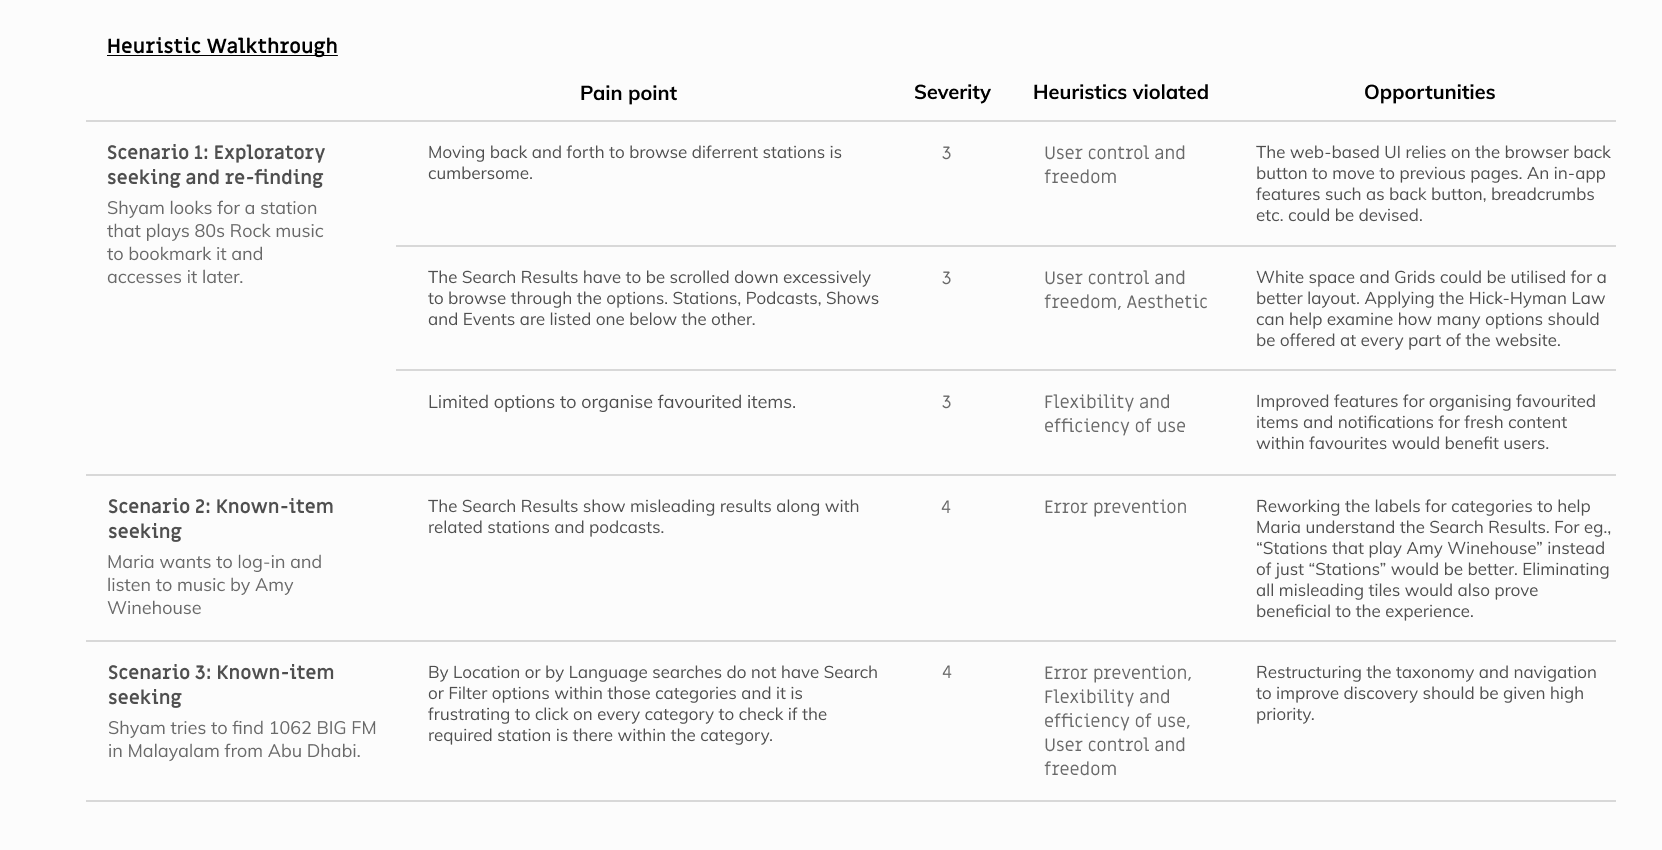 Heuristic Walkthrough
Pain point
Severity
Heuristics violated
Opportunities
Scenario 1: Exploratory
seeking and re-finding
Shyam looks for a station
that plays 80s Rock music
to bookmark it and
accesses it later.
Moving back and forth to browse diferrent stations is
cumbersome.
3
User control and
freedom
The web-based UI relies on the browser back
button to move to previous pages. An in-app
features such as back button, breadcrumbs
etc. could be devised.
The Search Results have to be scrolled down excessively
to browse through the options. Stations, Podcasts, Shows
and Events are listed one below the other.
3
User control and
freedom, Aesthetic
White space and Grids could be utilised for a
better layout. Applying the Hick-Hyman Law
can help examine how many options should
be offered at every part of the website.
Limited options to organise favourited items.
3
Flexibility and
efficiency of use
Improved features for organising favourited
items and notifications for fresh content
within favourites would benefit users.
Scenario 2: Known-item
seeking
Maria wants to log-in and
listen to music by Amy
Winehouse
The Search Results show misleading results along with
related stations and podcasts.
4
Error prevention
Reworking the labels for categories to help
Maria understand the Search Results. For eg.,
“Stations that play Amy Winehouse” instead
of just “Stations” would be better. Eliminating
all misleading tiles would also prove
beneficial to the experience.
Scenario 3: Known-item
seeking
Shyam tries to find 1062 BIG FM
in Malayalam from Abu Dhabi.
By Location or by Language searches do not have Search
or Filter options within those categories and it is
frustrating to click on every category to check if the
required station is there within the category.
4
Error prevention,
Flexibility and
efficiency of use,
User control and
freedom
Restructuring the taxonomy and navigation
to improve discovery should be given high
priority.